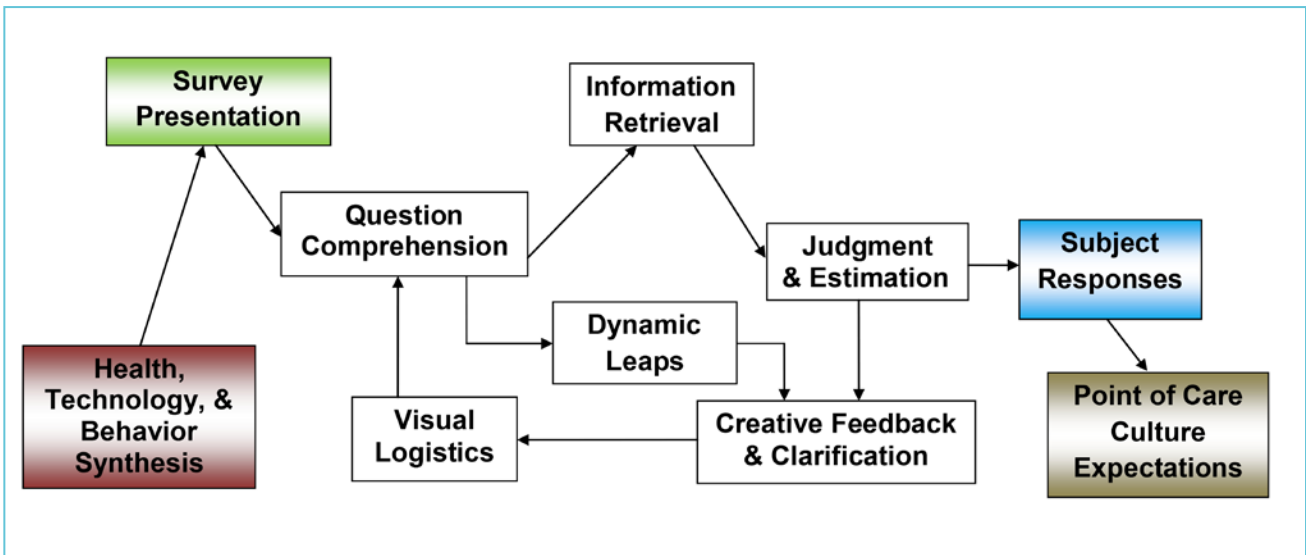 Survey
Presentation
Information
Retrieval
Question
Comprehension
Judgment
& Estimation
Subject
Responses
Dynamic
Leaps
Health,
Technology, &
Behavior
Synthesis
Visual
Logistics
Creative Feedback
& Clarification
Point of Care
Culture
Expectations